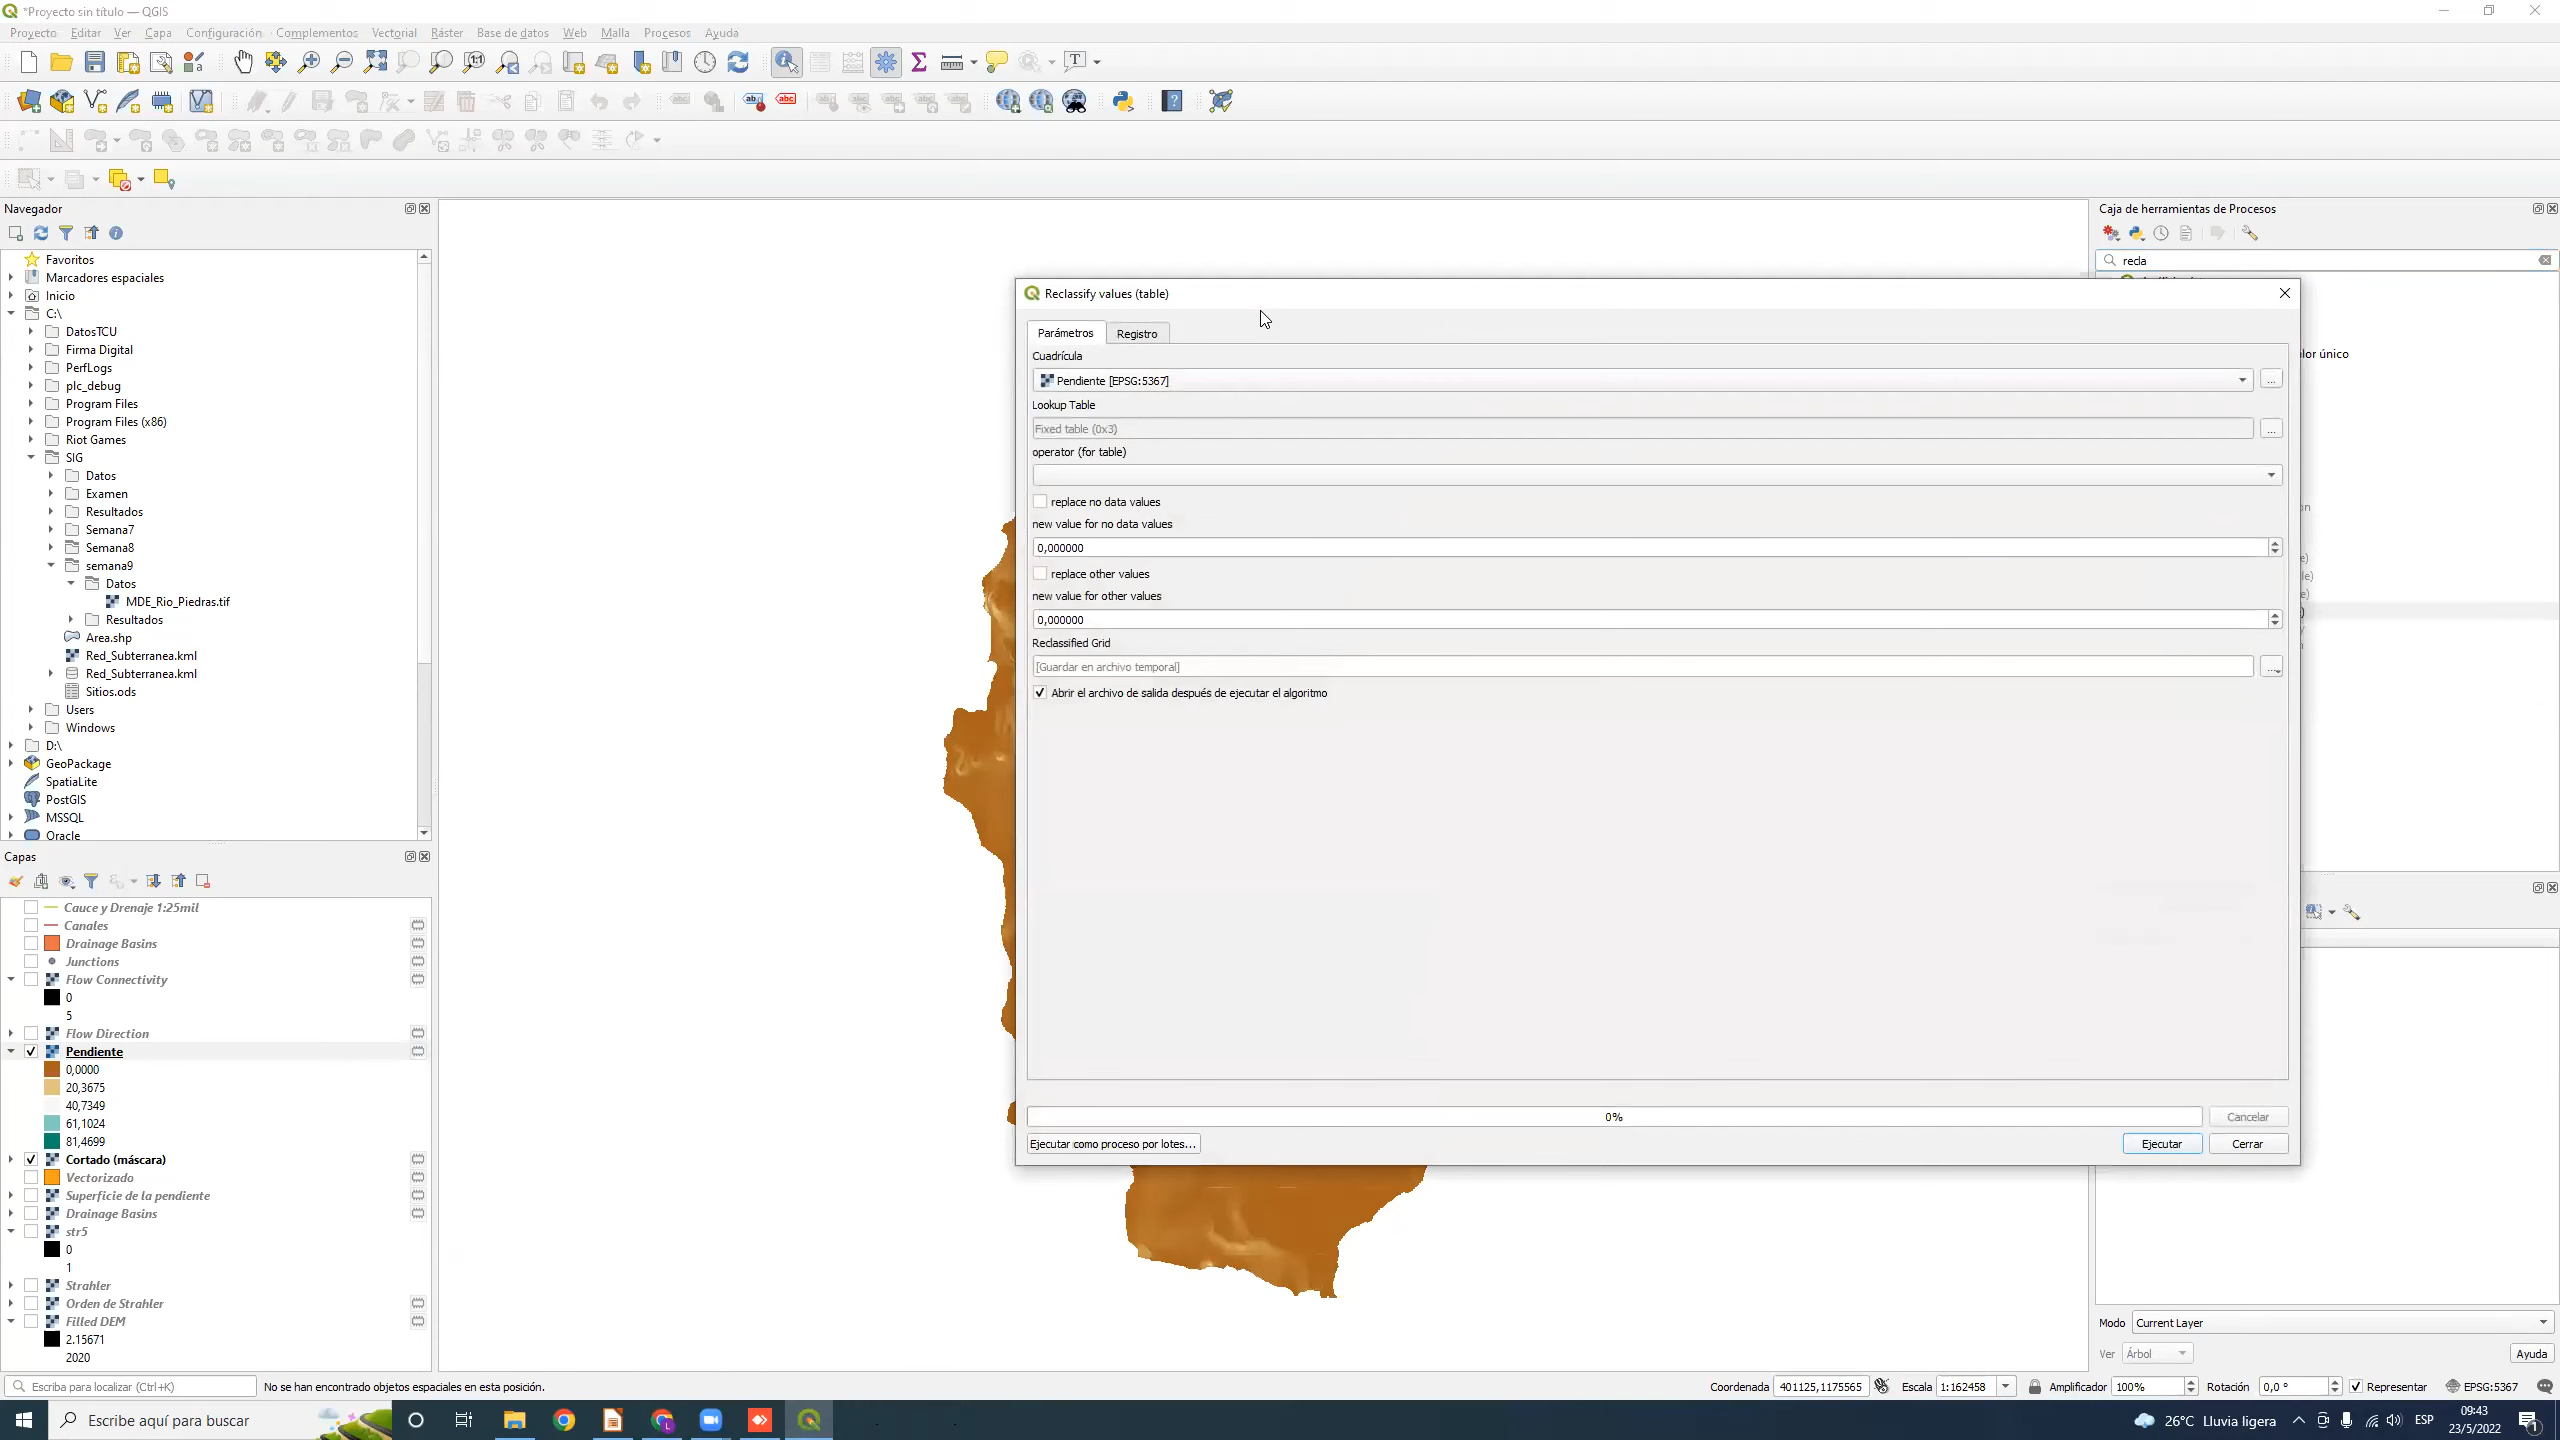 *Proyecto sin título — QGIS
Proyecto Editar Ver Capa Configuración Complementos Vectorial Ráster Base de datos Web Malla Procesos Ayuda
Navegador
Favoritos
Marcadores espaciales
Inicio
C:\
DatosTCU
Firma Digital
PerfLogs
plc_debug
Program Files
Program Files (x86)
Riot Games
SIG
Datos
Examen
Resultados
Semana7
Semana8
semana9
Datos
MDE_Rio_Piedras.tif
Resultados
Area.shp
Red_Subterranea.kml
Red_Subterranea.kml
Sitios.ods
Users
Windows
D:\
GeoPackage
SpatiaLite
PostGIS
MSSQL
Oracle
Capas
Cauce y Drenaje 1:25mil
Canales
Drainage Basins
Junctions
Flow Connectivity
0
5
Flow Direction
Pendiente
0,0000
20,3675
40,7349
61,1024
81,4699
Cortado (máscara)
Vectorizado
Superficie de la pendiente
Drainage Basins
str5
0
1
Strahler
Orden de Strahler
Filled DEM
2.15671
2020
Reclassify values (table)
Parámetros Registro
Cuadrícula
Pendiente [EPSG:5367]
...
Lookup Table
Fixed table (0x3)
...
operator (for table)
replace no data values
new value for no data values
0,000000
replace other values
new value for other values
0,000000
Reclassified Grid
[Guardar en archivo temporal]
...
Abrir el archivo de salida después de ejecutar el algoritmo
0%
Cancelar
Ejecutar como proceso por lotes...
Ejecutar
Cerrar
Caja de herramientas de Procesos
recla
lor único
Modo Current Layer
Ver Árbol
Ayuda
Escriba para localizar (Ctrl+K)
No se han encontrado objetos espaciales en esta posición.
Coordenada 401125,1175565 Escala 1:162458 Amplificador 100% Rotación 0,0 ° Representar EPSG:5367
Escribe aquí para buscar
26°C Lluvia ligera
ESP
09:43
23/5/2022